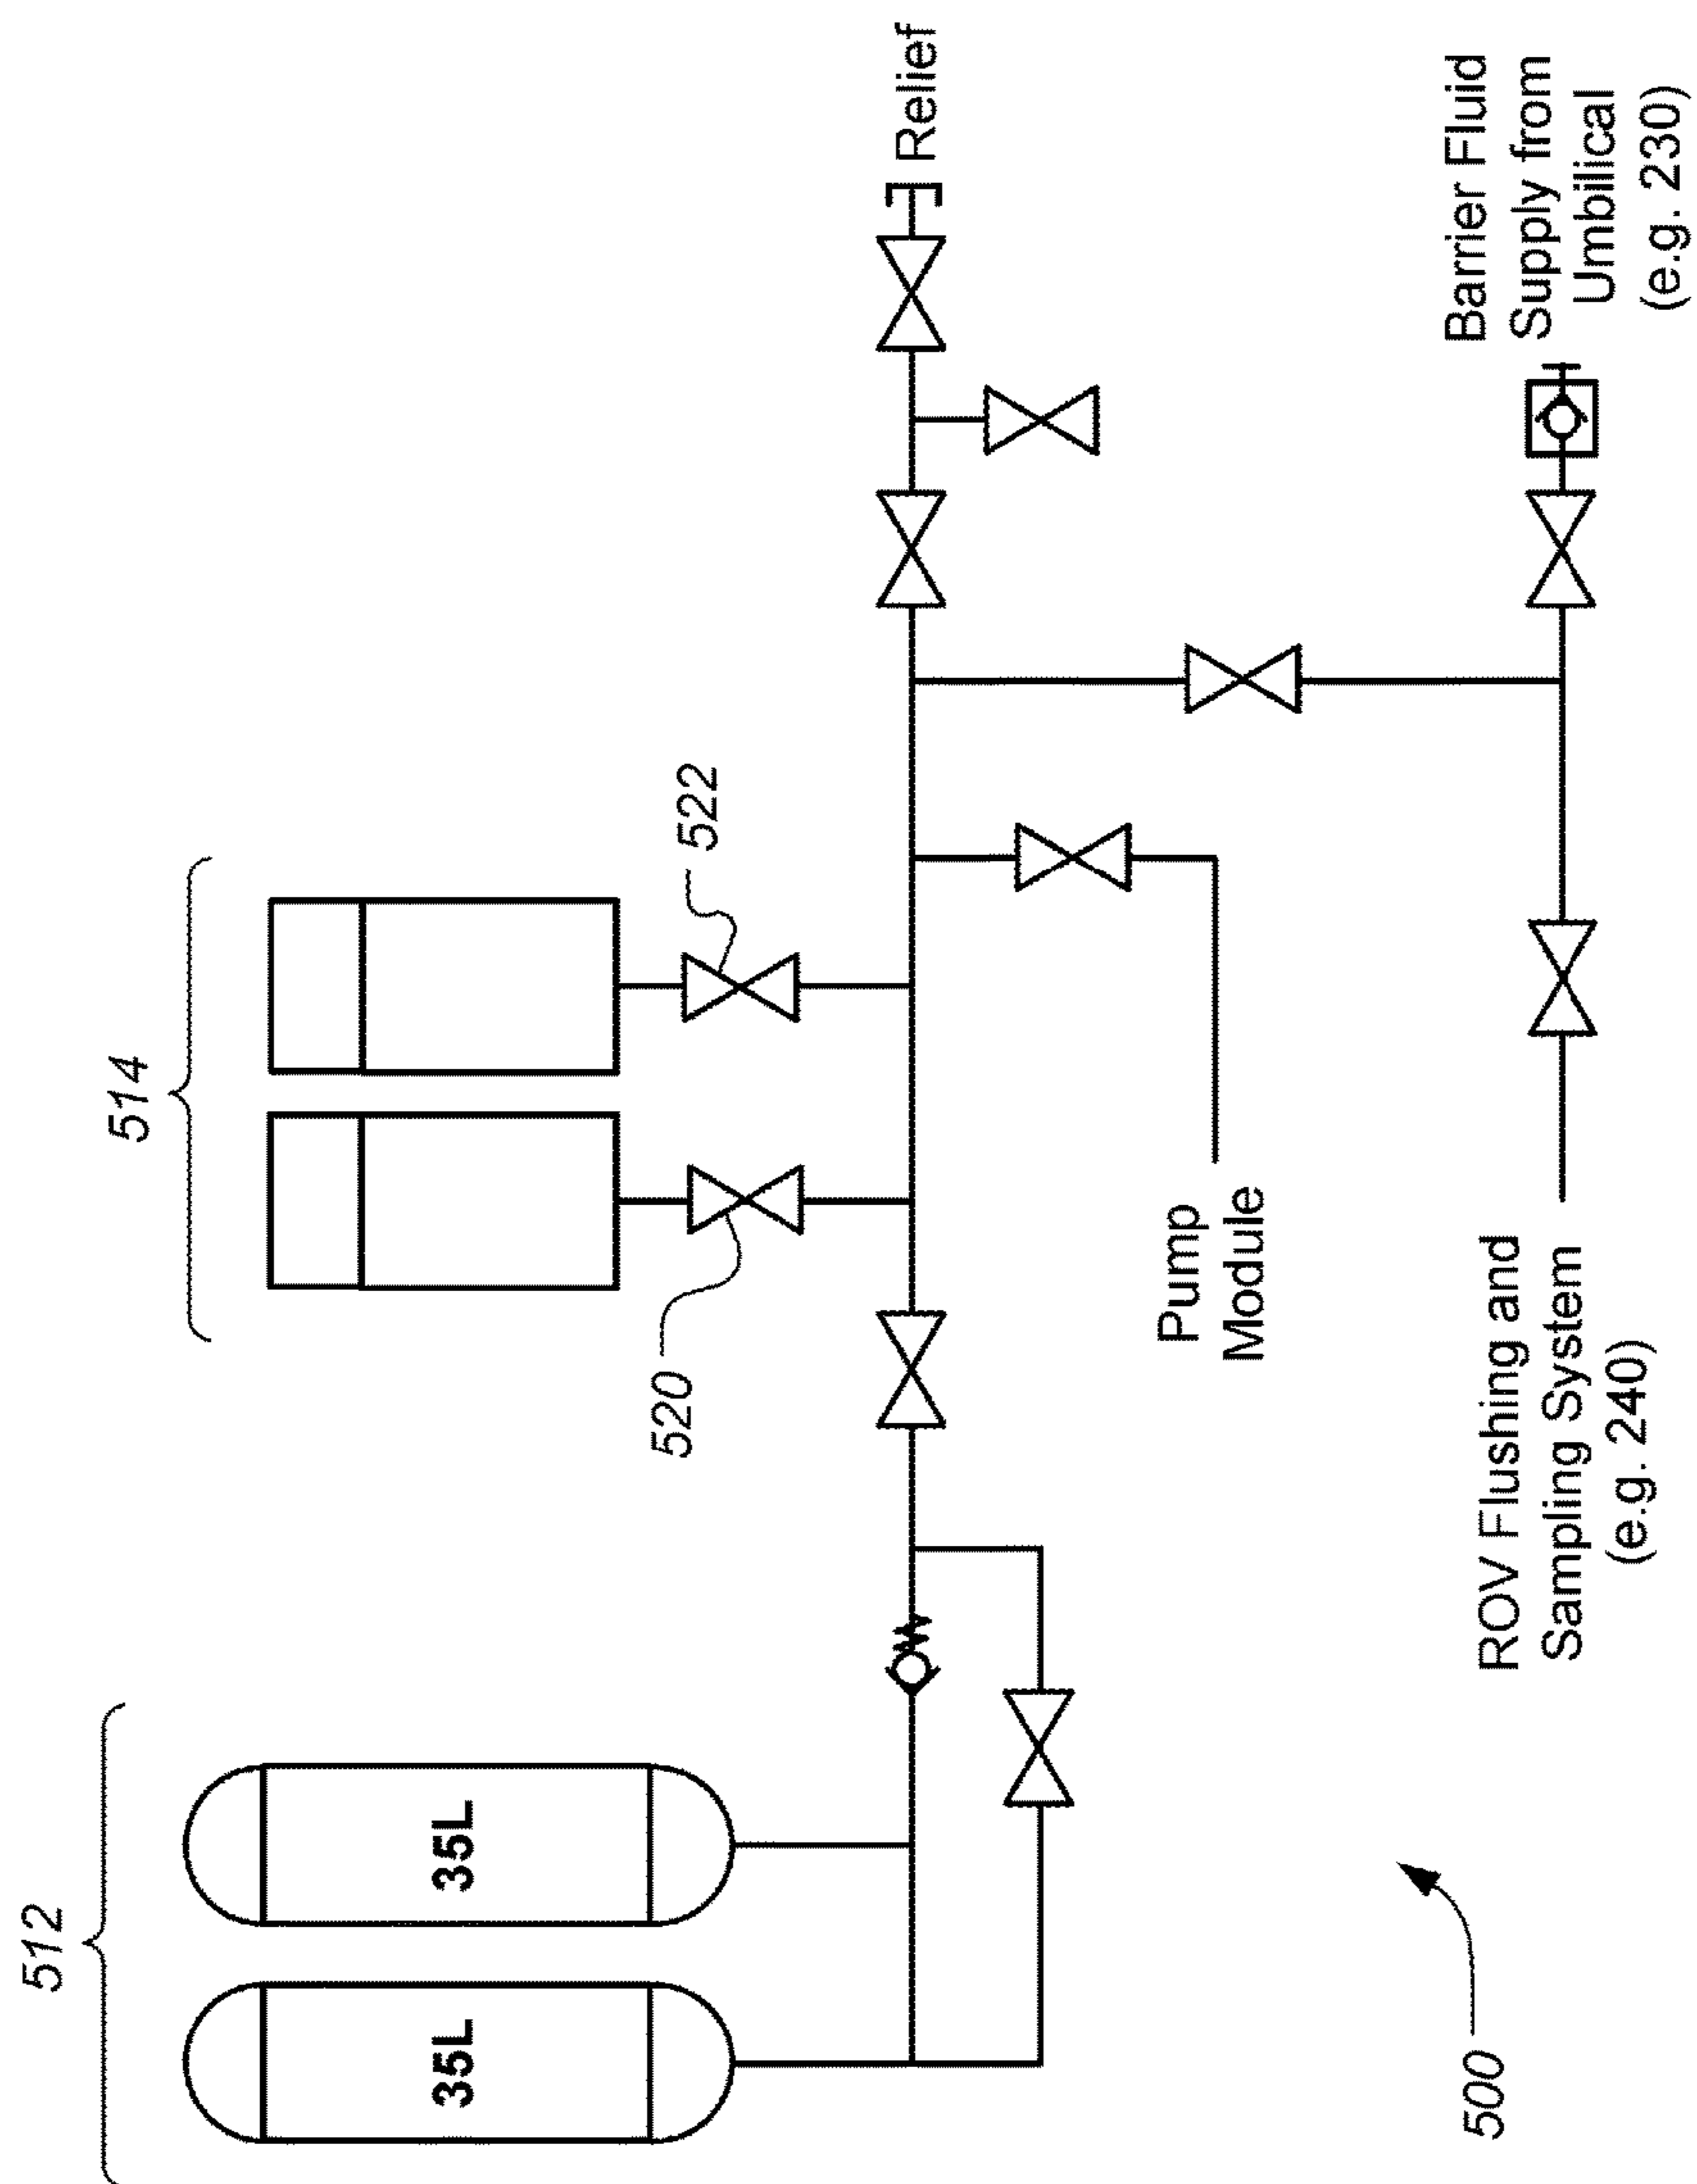 512
35L
35L
514
520
522
Relief
Pump
Module
ROV Flushing and
Sampling System
(e.g. 240)
Barrier Fluid
Supply from
Umbilical
(e.g. 230)
500